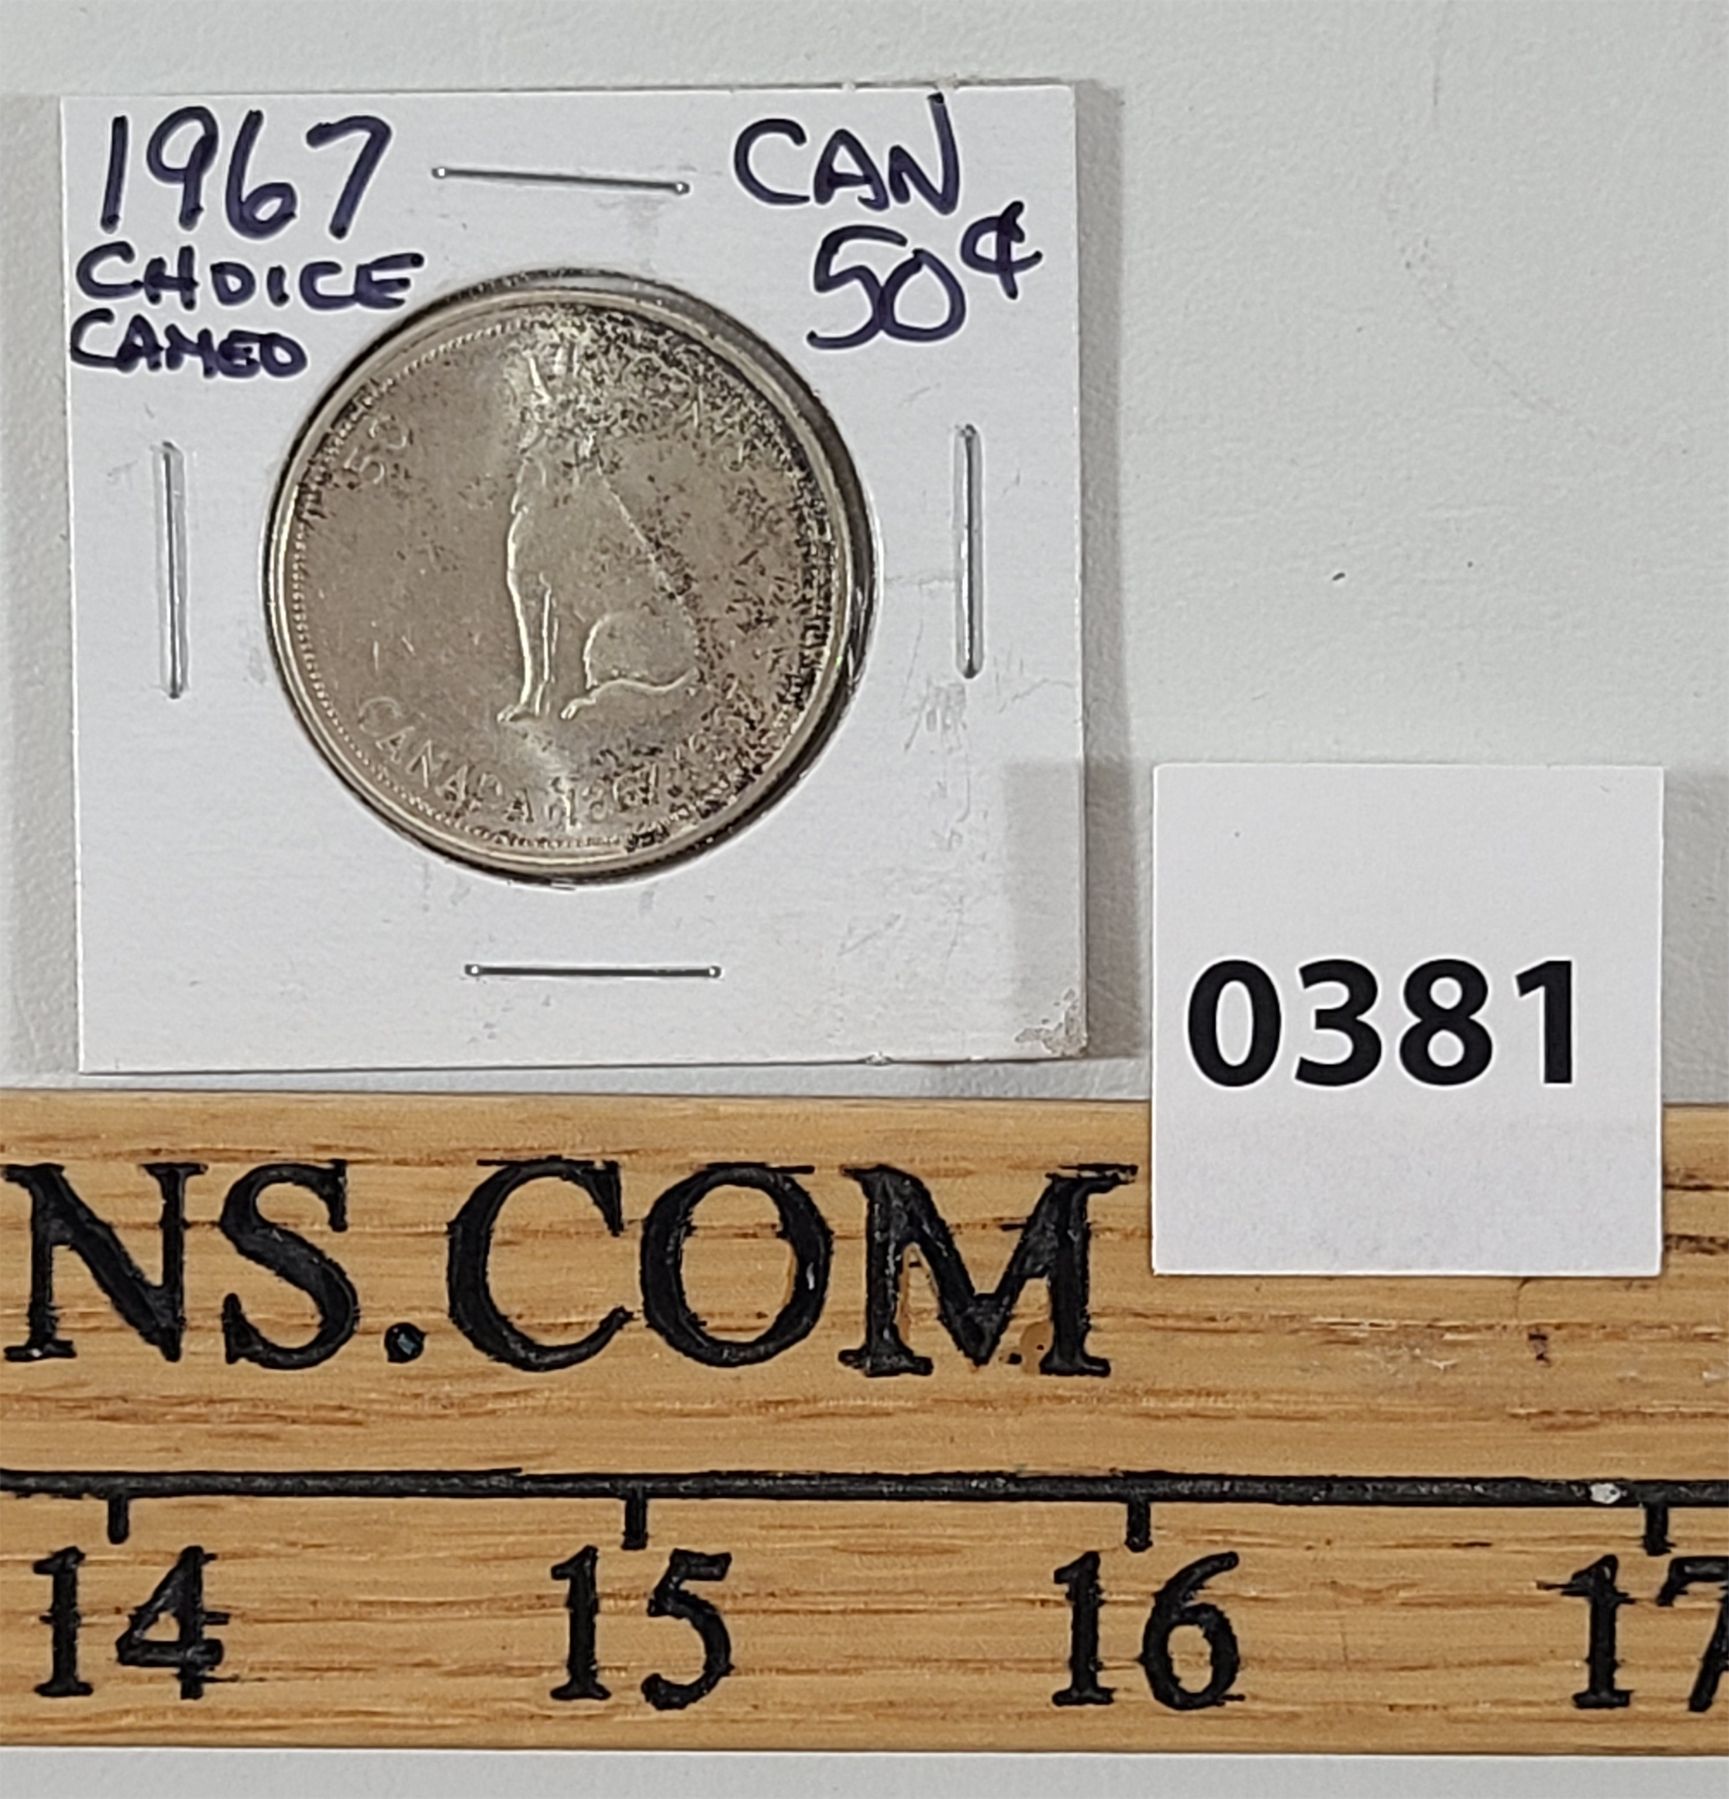 1967
CHOICE
CAMEO
CAN
50¢
50
CANADA 1867 1967
0381
NS.COM
14 15 16 17